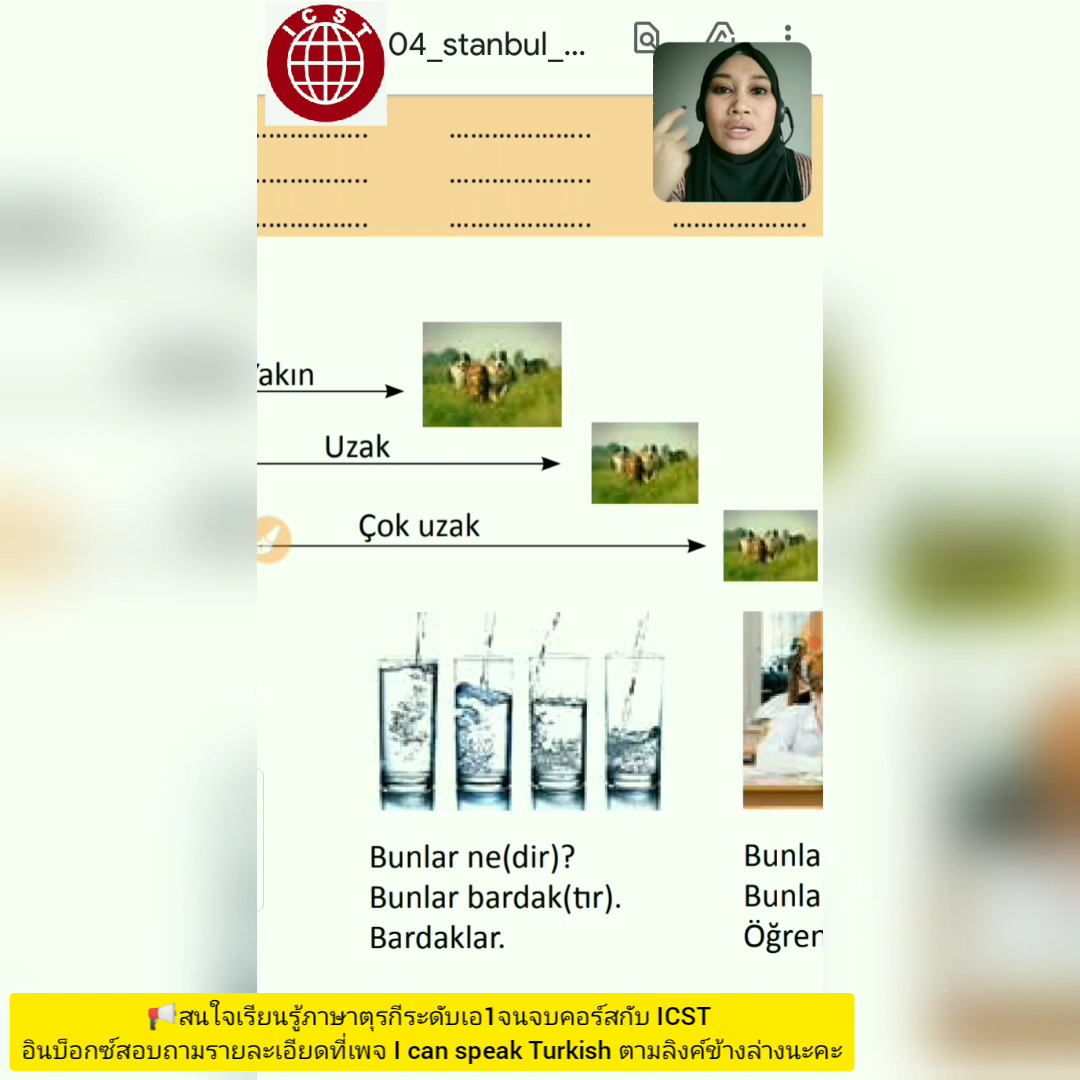 ICST
04_stanbul_...
.................... ....................
.................... ....................
.................... .................... ...................
Yakın
Uzak
Çok uzak
Bunlar ne(dir)?
Bunlar bardak(tır).
Bardaklar.
Bunla
Bunla
Öğren
📢สนใจเรียนรู้ภาษาตุรกีระดับเอ1จนจบคอร์สกับ ICST
อินบ็อกซ์สอบถามรายละเอียดที่เพจ I can speak Turkish ตามลิงค์ข้างล่างนะคะ